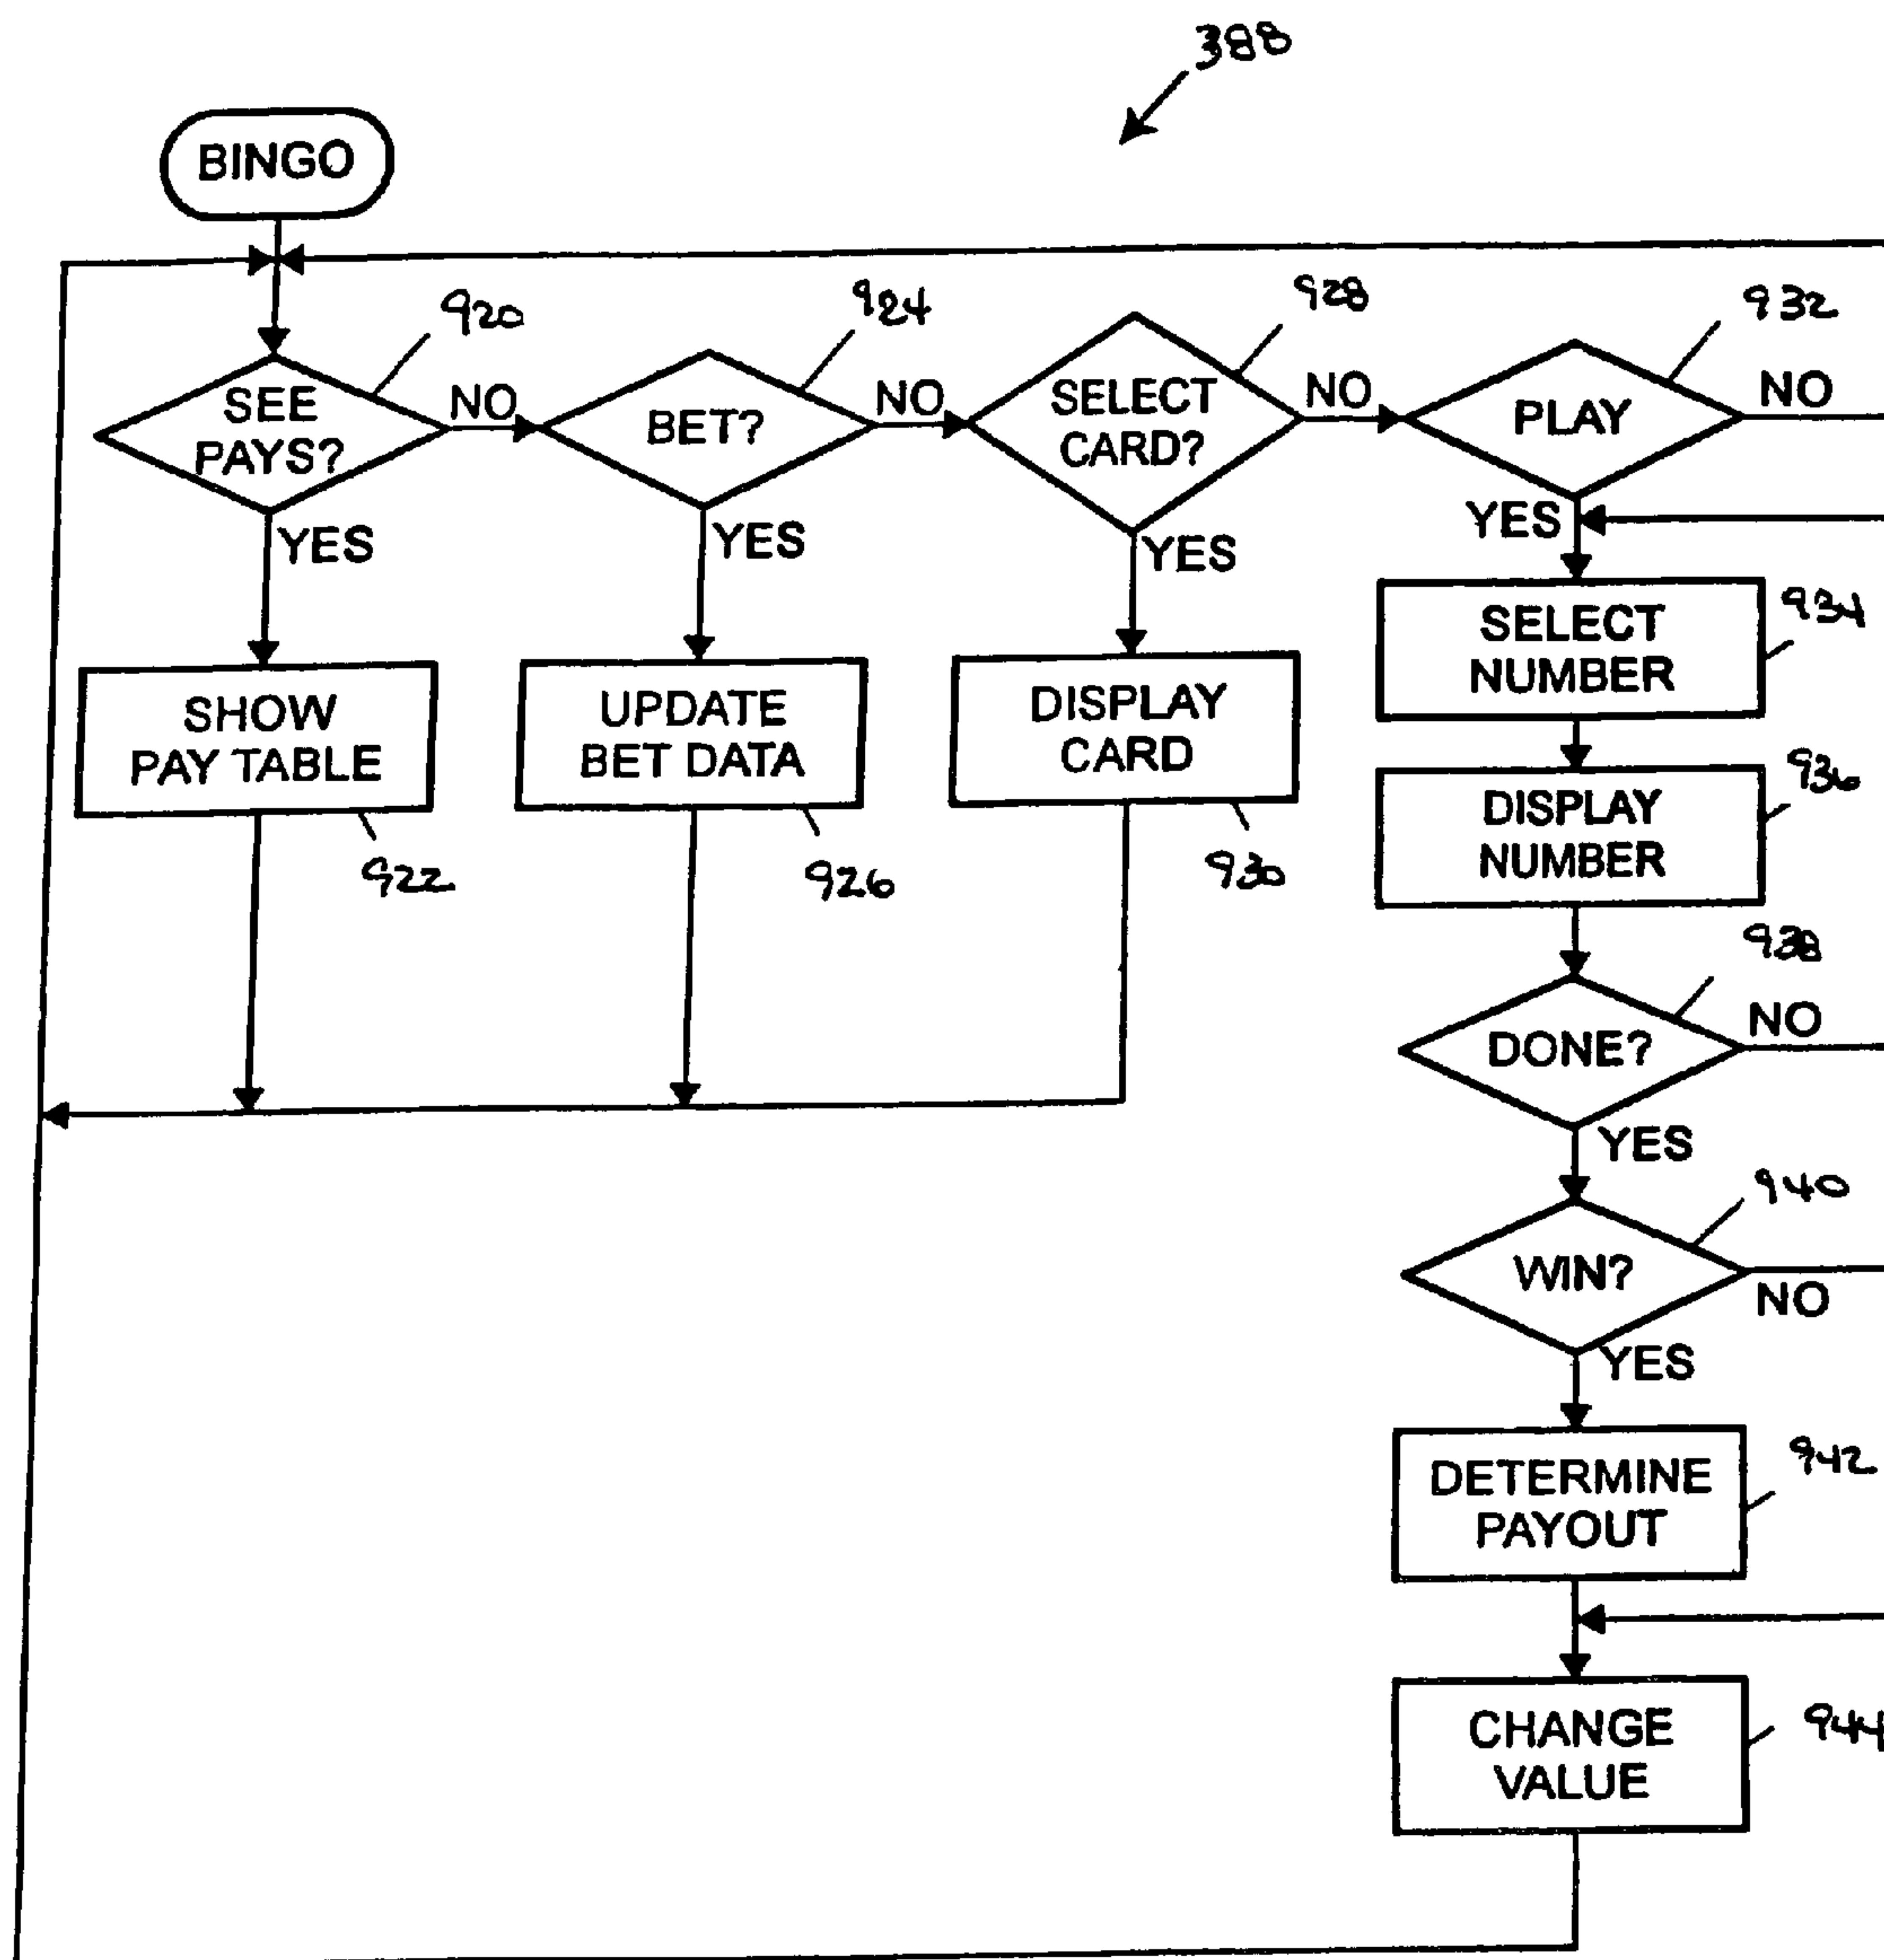 388
BINGO
920
924
928
932
SEE
PAYS?
NO
BET?
NO
SELECT
CARD?
NO
PLAY
NO
YES
YES
YES
YES
SHOW
PAY TABLE
922
UPDATE
BET DATA
926
DISPLAY
CARD
930
SELECT
NUMBER
934
DISPLAY
NUMBER
936
938
DONE?
NO
YES
940
WIN?
NO
YES
DETERMINE
PAYOUT
942
CHANGE
VALUE
944